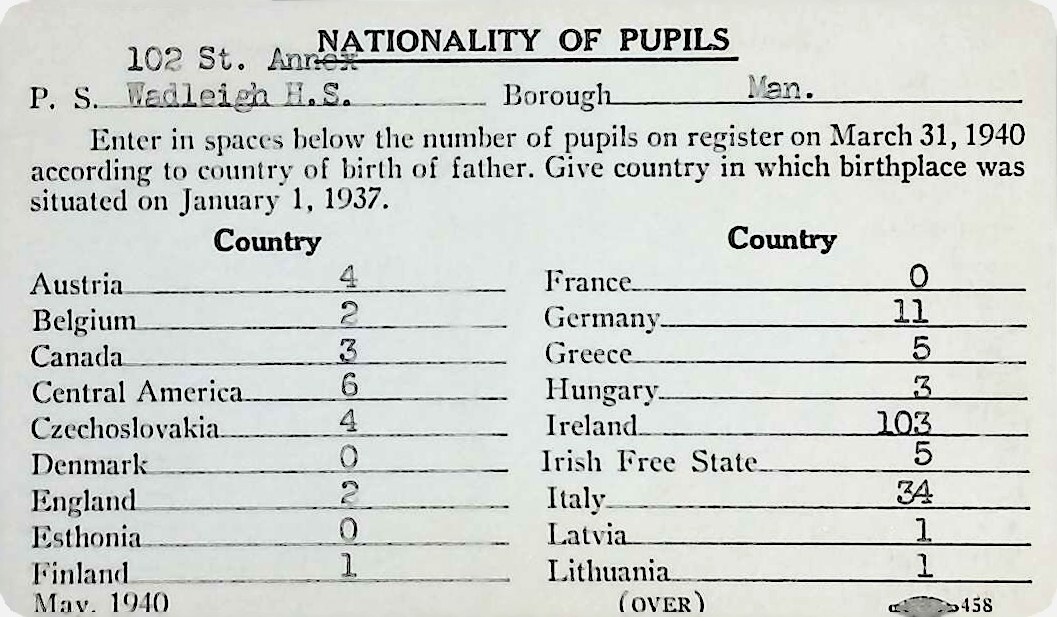 NATIONALITY OF PUPILS
102 St. Annex
P. S. Wadleigh H.S. Borough Man.
Enter in spaces below the number of pupils on register on March 31, 1940
according to country of birth of father. Give country in which birthplace was
situated on January 1, 1937.
Country
Austria 4
Belgium 2
Canada 3
Central America 6
Czechoslovakia 4
Denmark 0
England 2
Esthonia 0
Finland 1
Country
France 0
Germany 11
Greece 5
Hungary 3
Ireland 103
Irish Free State 5
Italy 34
Latvia 1
Lithuania 1
May, 1940 (OVER) 458